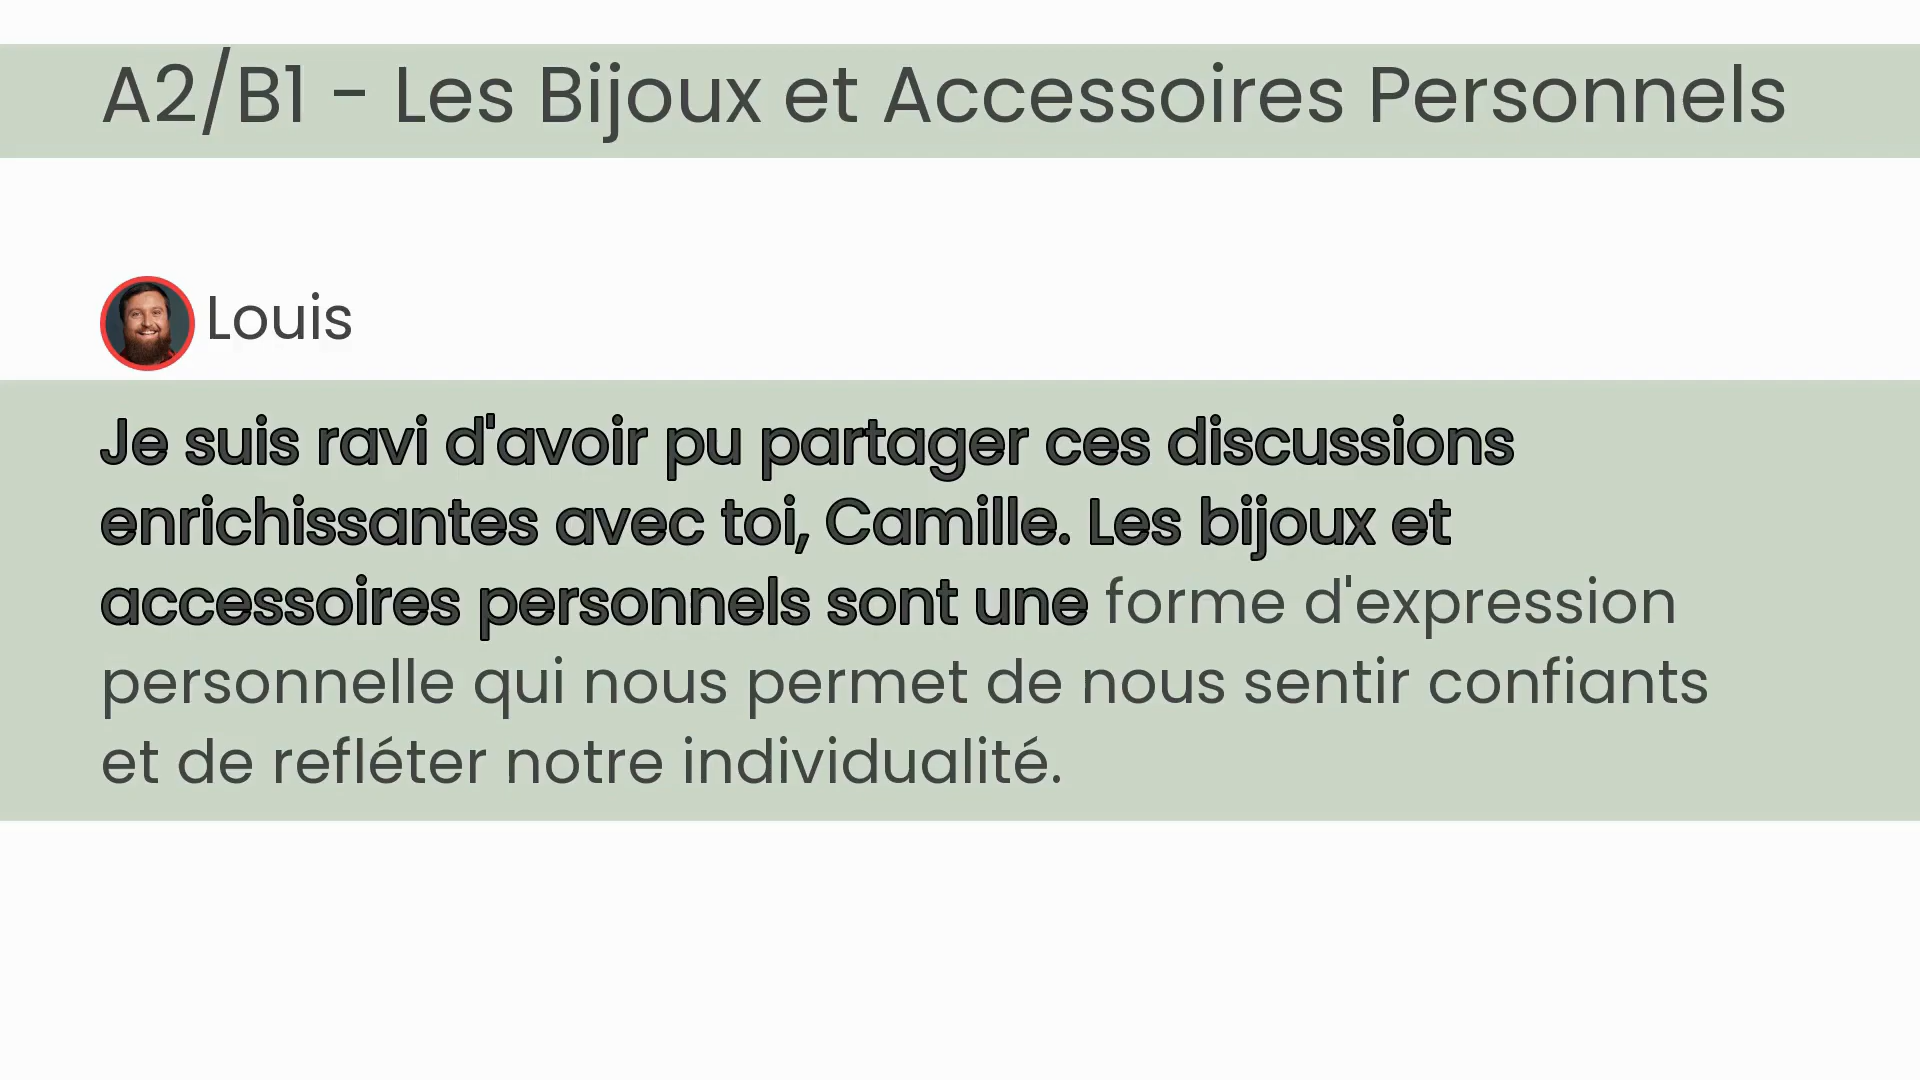 A2/B1 - Les Bijoux et Accessoires Personnels
Louis
Je suis ravi d'avoir pu partager ces discussions
enrichissantes avec toi, Camille. Les bijoux et
accessoires personnels sont une forme d'expression
personnelle qui nous permet de nous sentir confiants
et de refléter notre individualité.